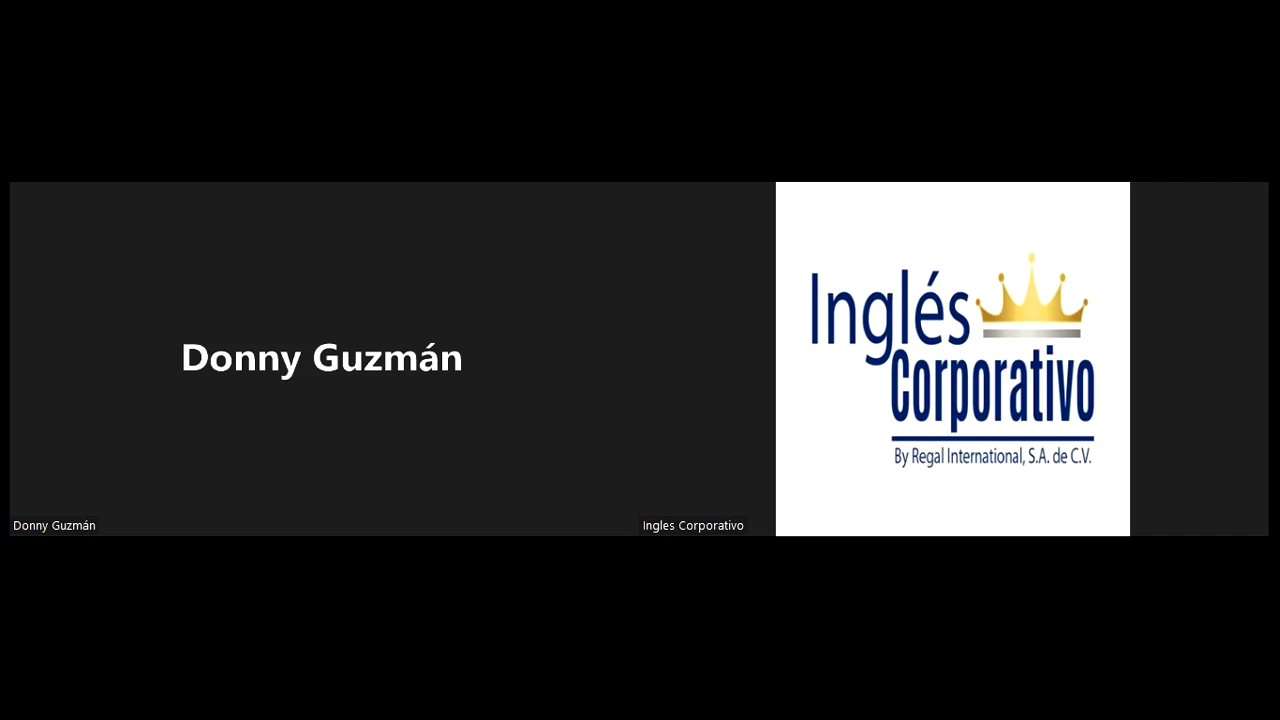 Donny Guzmán
Donny Guzmán
Inglés
Corporativo
By Regal International, S.A. de C.V.
Ingles Corporativo